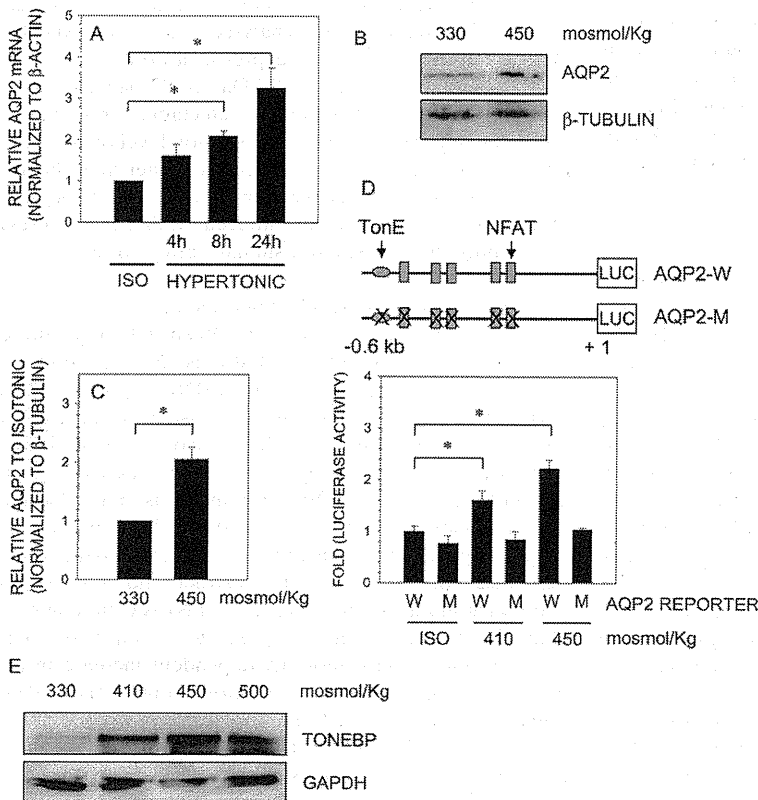 A
RELATIVE AQP2 mRNA
(NORMALIZED TO β-ACTIN)
5
4
3
2
1
0
*
*
4h 8h 24h
ISO HYPERTONIC
B
330 450 mosmol/Kg
AQP2
β-TUBULIN
C
RELATIVE AQP2 TO ISOTONIC
(NORMALIZED TO β-TUBULIN)
3
2
1
0
*
330 450 mosmol/Kg
D
TonE NFAT
LUC AQP2-W
LUC AQP2-M
-0.6 kb + 1
FOLD (LUCIFERASE ACTIVITY)
4
3
2
1
0
*
*
W M W M W M AQP2 REPORTER
ISO 410 450 mosmol/Kg
E
330 410 450 500 mosmol/Kg
TONEBP
GAPDH